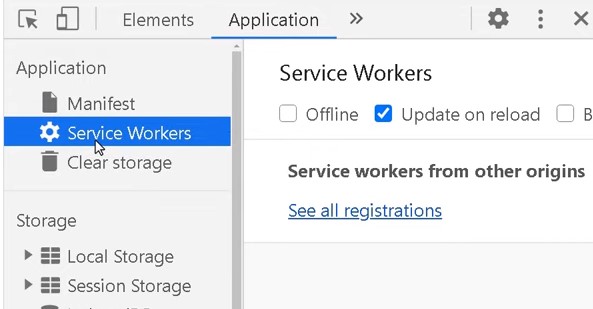 Elements Application
Application
Manifest
Service Workers
Clear storage
Storage
Local Storage
Session Storage
Service Workers
Offline Update on reload B
Service workers from other origins
See all registrations